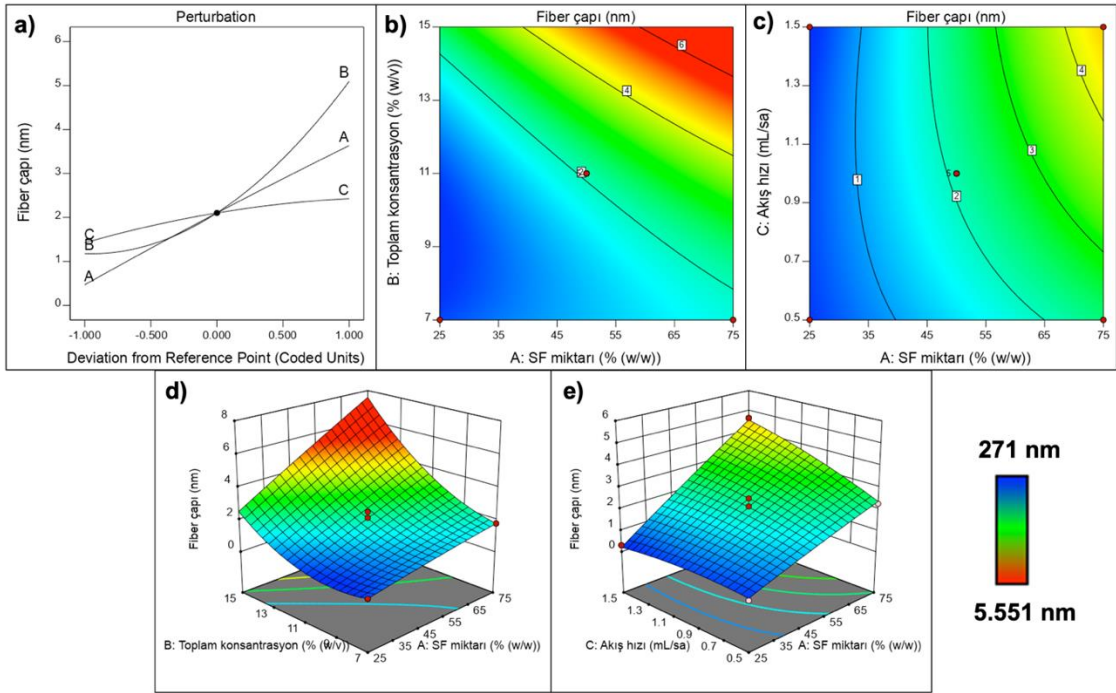 a)
Perturbation
Fiber çapı (nm)
6
5
4
3
2
1
0
B
A
C
C
B
A
-1.000 -0.500 0.000 0.500 1.000
Deviation from Reference Point (Coded Units)
b)
Fiber çapı (nm)
B: Toplam konsantrasyon (% (w/v))
15
13
11
9
7
6
4
2
25 35 45 55 65 75
A: SF miktarı (% (w/w))
c)
Fiber çapı (nm)
C: Akış hızı (mL/sa)
1.5
1.3
1.1
0.9
0.7
0.5
4
3
1
5
2
25 35 45 55 65 75
A: SF miktarı (% (w/w))
d)
Fiber çapı (nm)
8
6
4
2
0
15 13 11 9 7
25 35 45 55 65 75
B: Toplam konsantrasyon (% (w/v))
A: SF miktarı (% (w/w))
e)
Fiber çapı (nm)
6
5
4
3
2
1
0
1.5 1.3 1.1 0.9 0.7 0.5
25 35 45 55 65 75
C: Akış hızı (mL/sa)
A: SF miktarı (% (w/w))
271 nm
5.551 nm